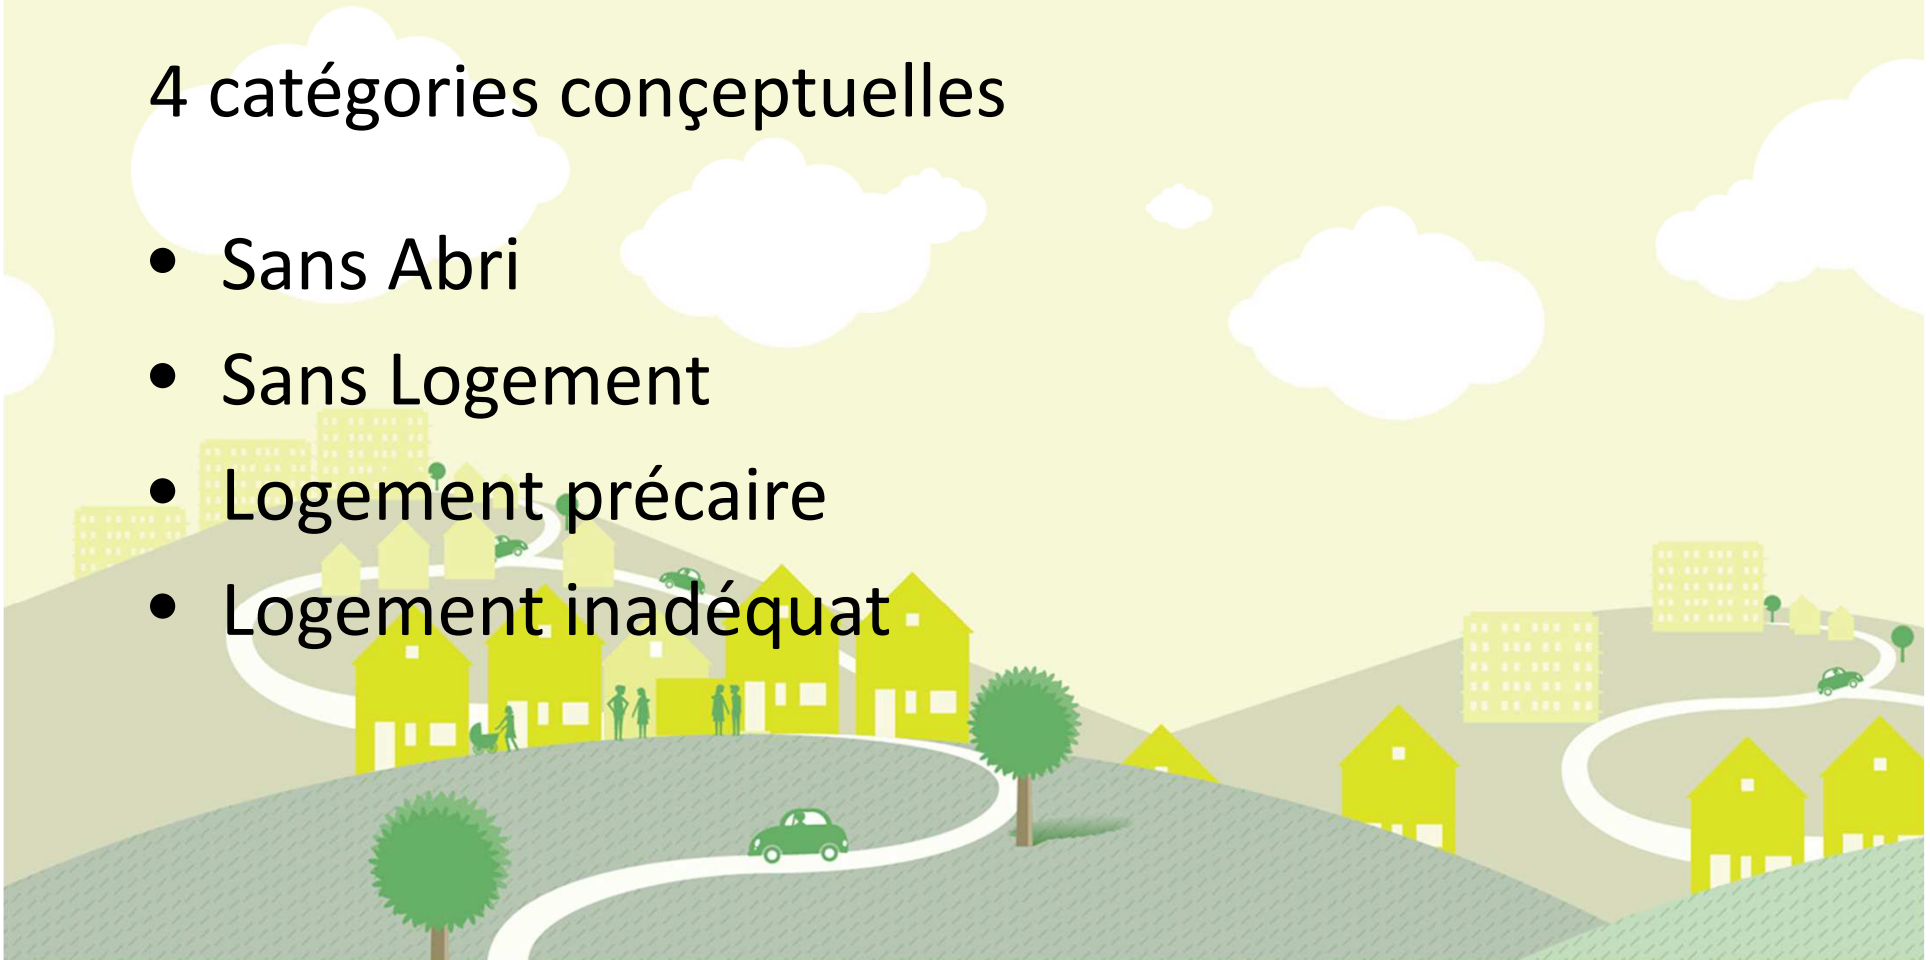 4 catégories conçeptuelles
• Sans Abri
• Sans Logement
• Logement précaire
• Logement inadéquat